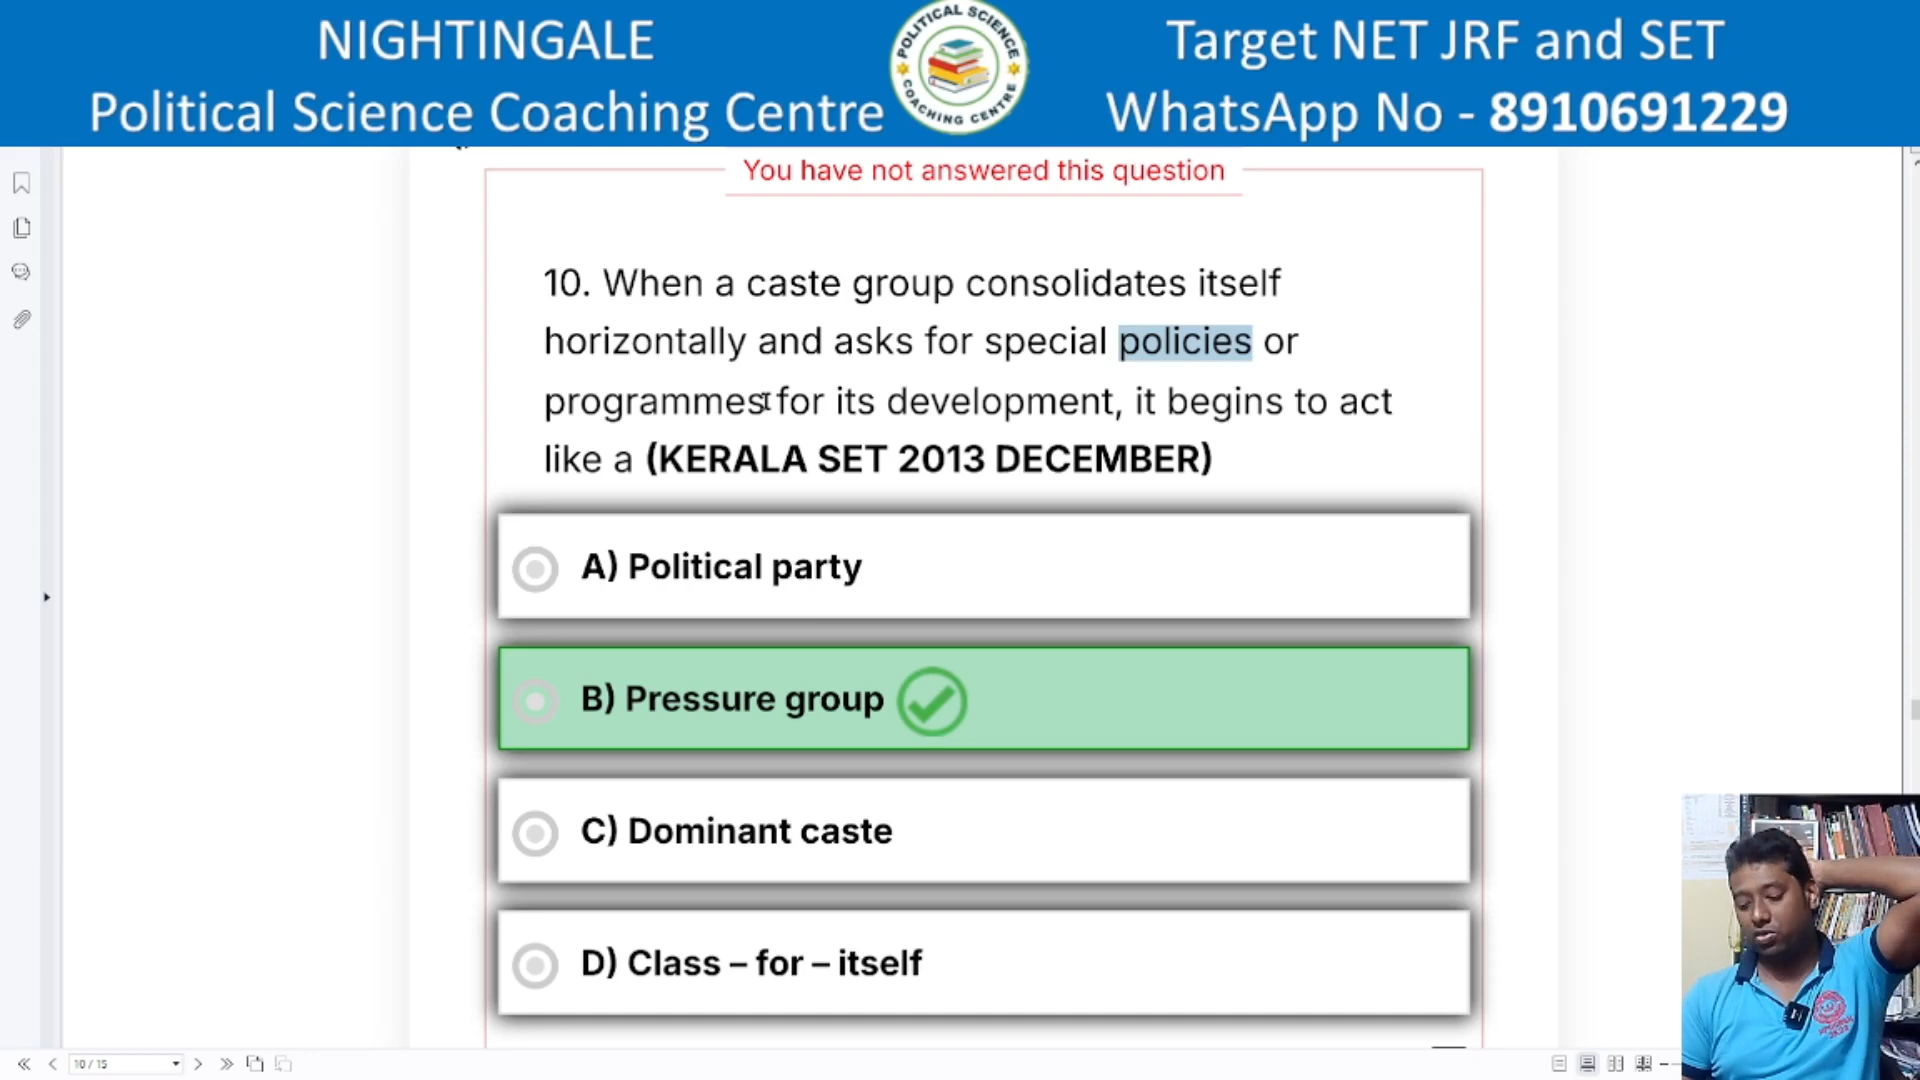 NIGHTINGALE
Political Science Coaching Centre
POLITICAL SCIENCE
COACHING CENTRE
Target NET JRF and SET
WhatsApp No - 8910691229
You have not answered this question
10. When a caste group consolidates itself
horizontally and asks for special policies or
programmes for its development, it begins to act
like a (KERALA SET 2013 DECEMBER)
A) Political party
B) Pressure group
C) Dominant caste
D) Class – for – itself
10 / 15